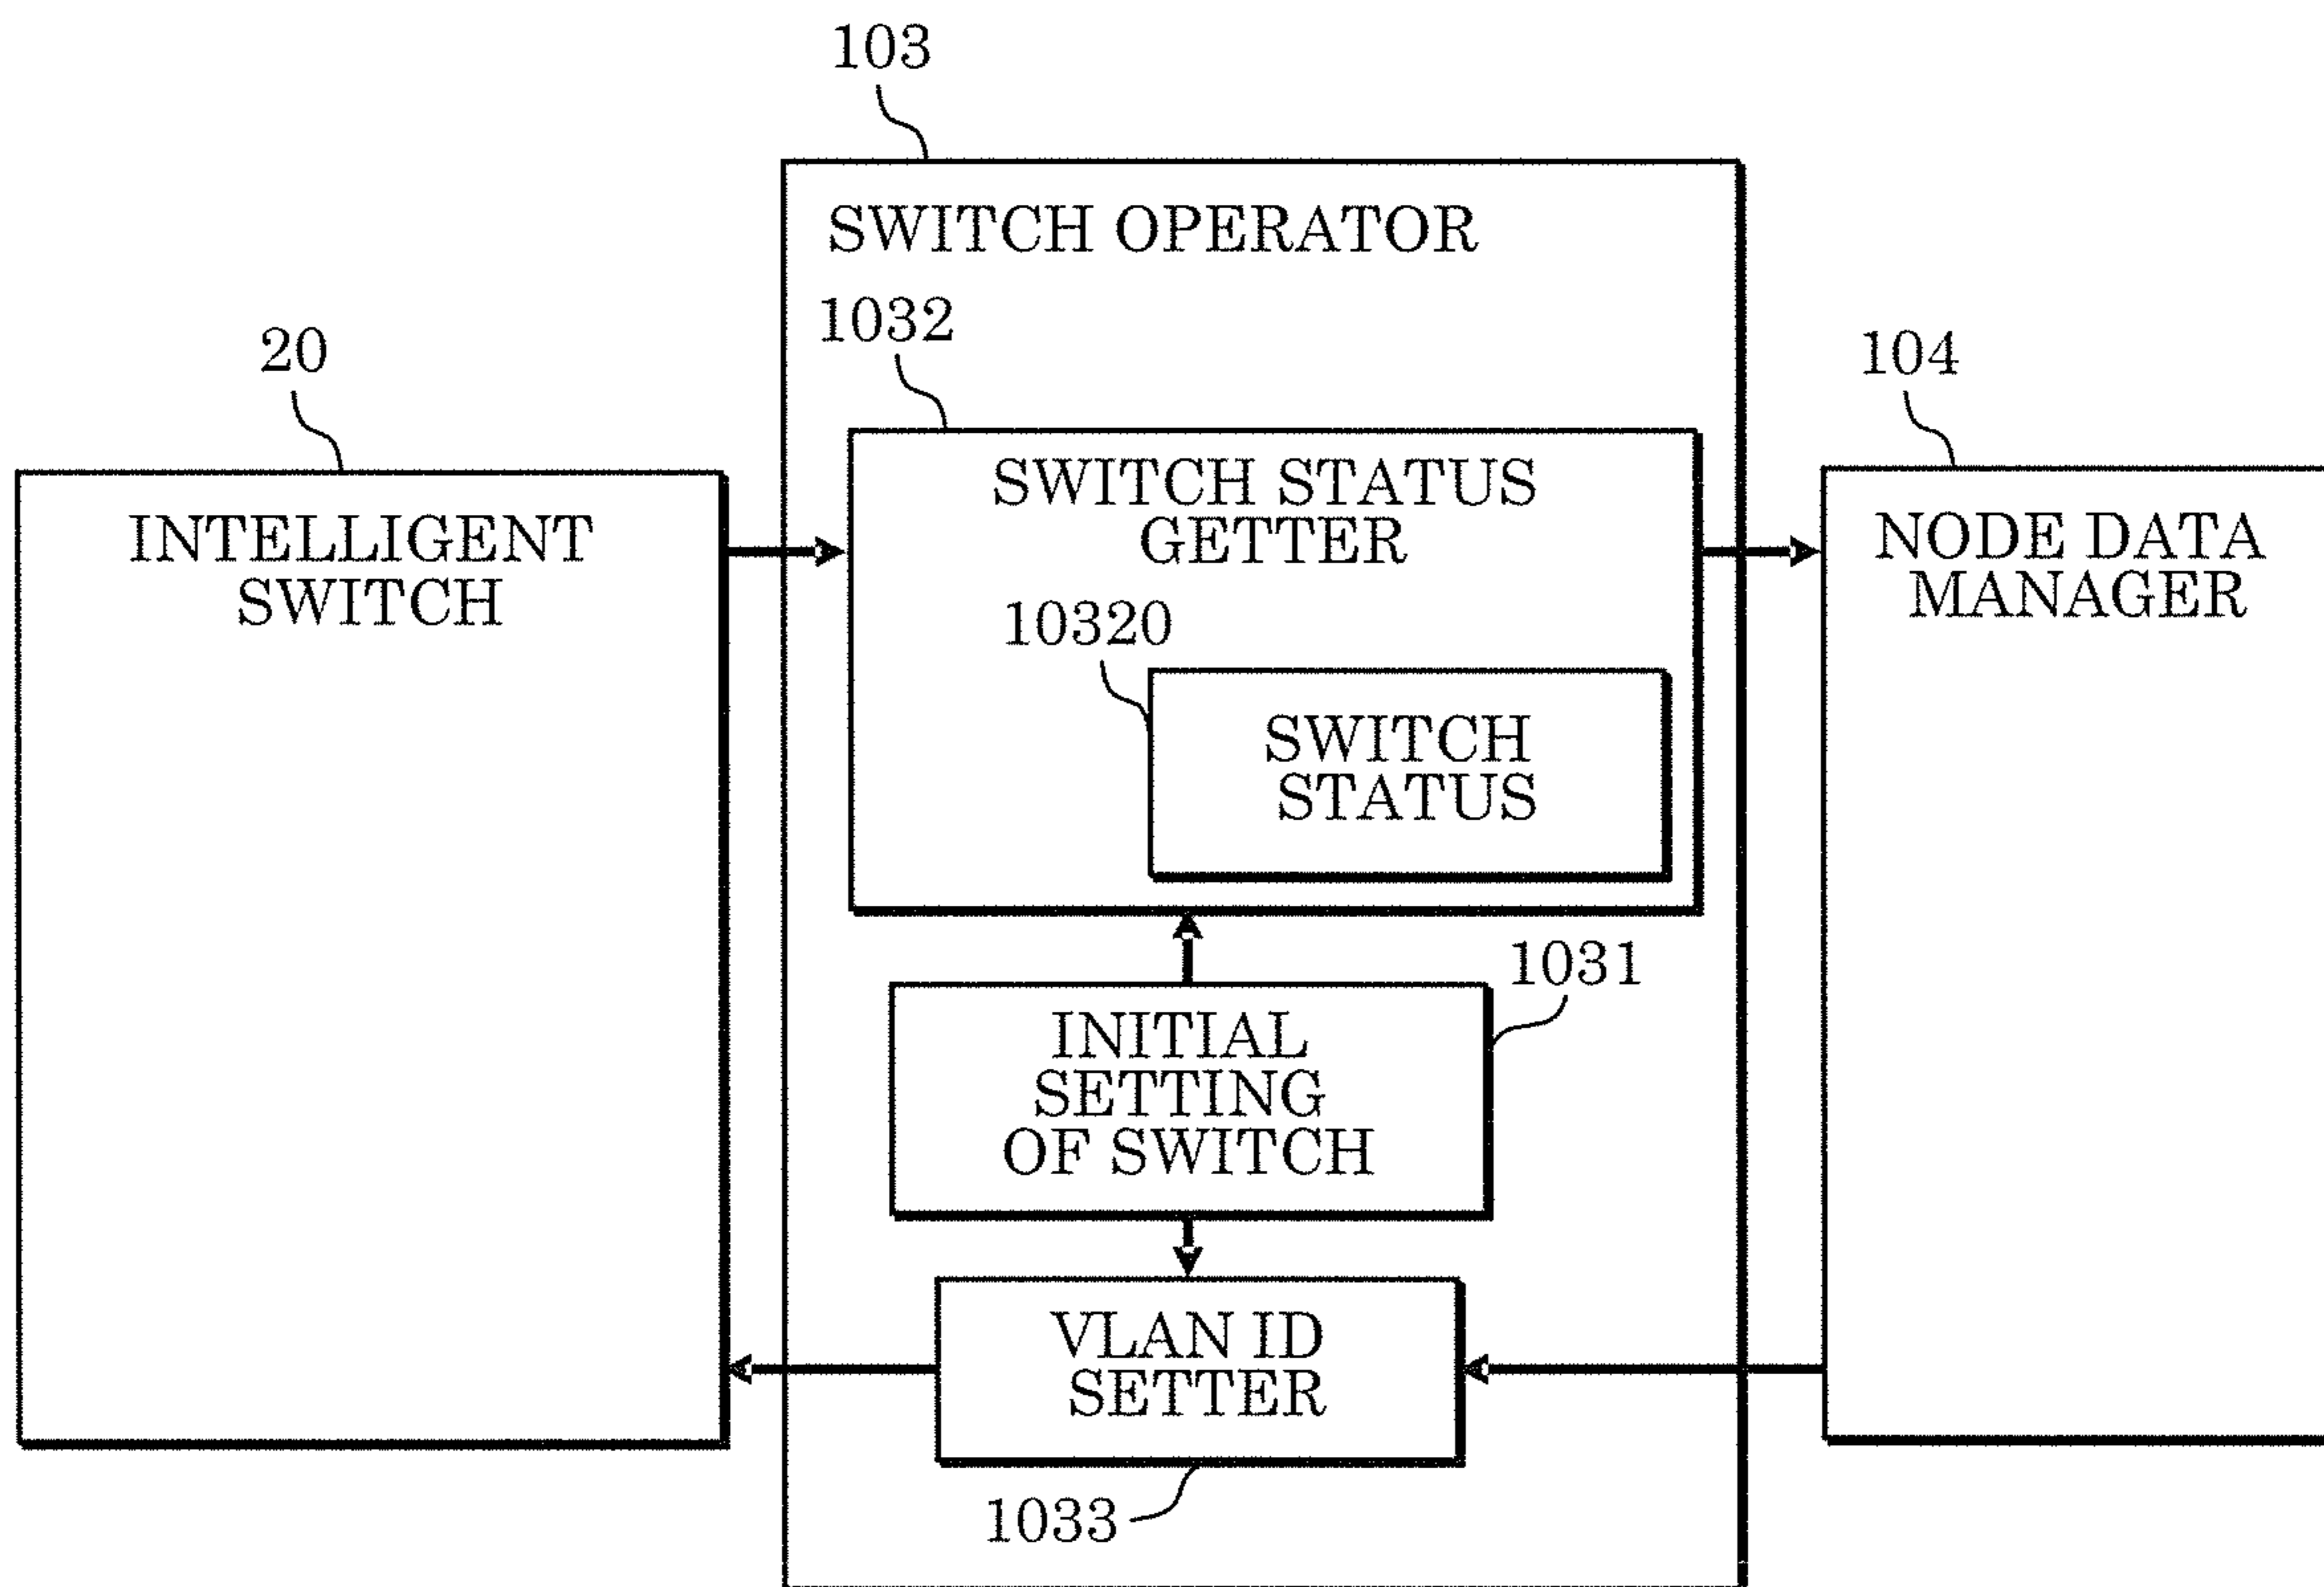 103
SWITCH OPERATOR
1032
20
104
SWITCH STATUS
GETTER
INTELLIGENT
SWITCH
NODE DATA
MANAGER
10320
SWITCH
STATUS
1031
INITIAL
SETTING
OF SWITCH
VLAN ID
SETTER
1033